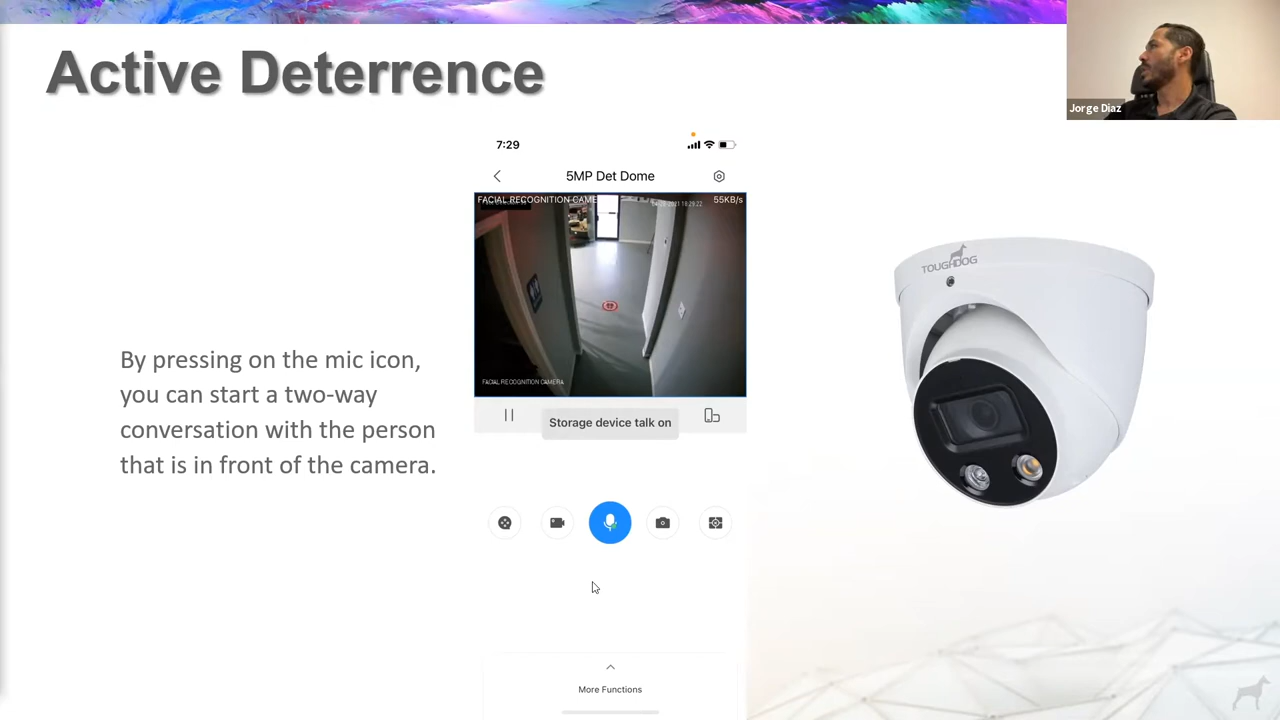 Active Deterrence
Jorge Diaz
7:29
5MP Det Dome
FACIAL RECOGNITION CAME
55KB/s
FACIAL RECOGNITION CAMERA
Storage device talk on
By pressing on the mic icon,
you can start a two-way
conversation with the person
that is in front of the camera.
TOUGHDOG
More Functions